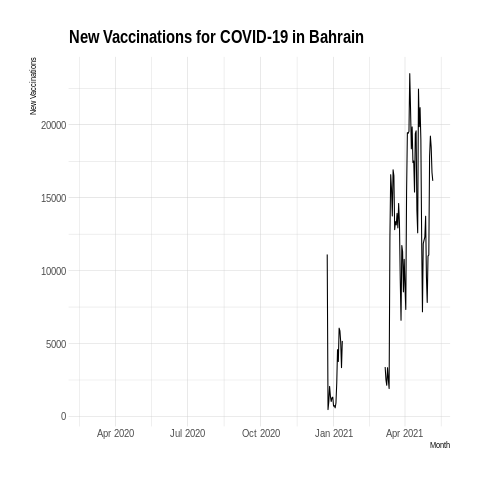 New Vaccinations for COVID-19 in Bahrain
New Vaccinations
20000
15000
10000
5000
0
Apr 2020 Jul 2020 Oct 2020 Jan 2021 Apr 2021
Month